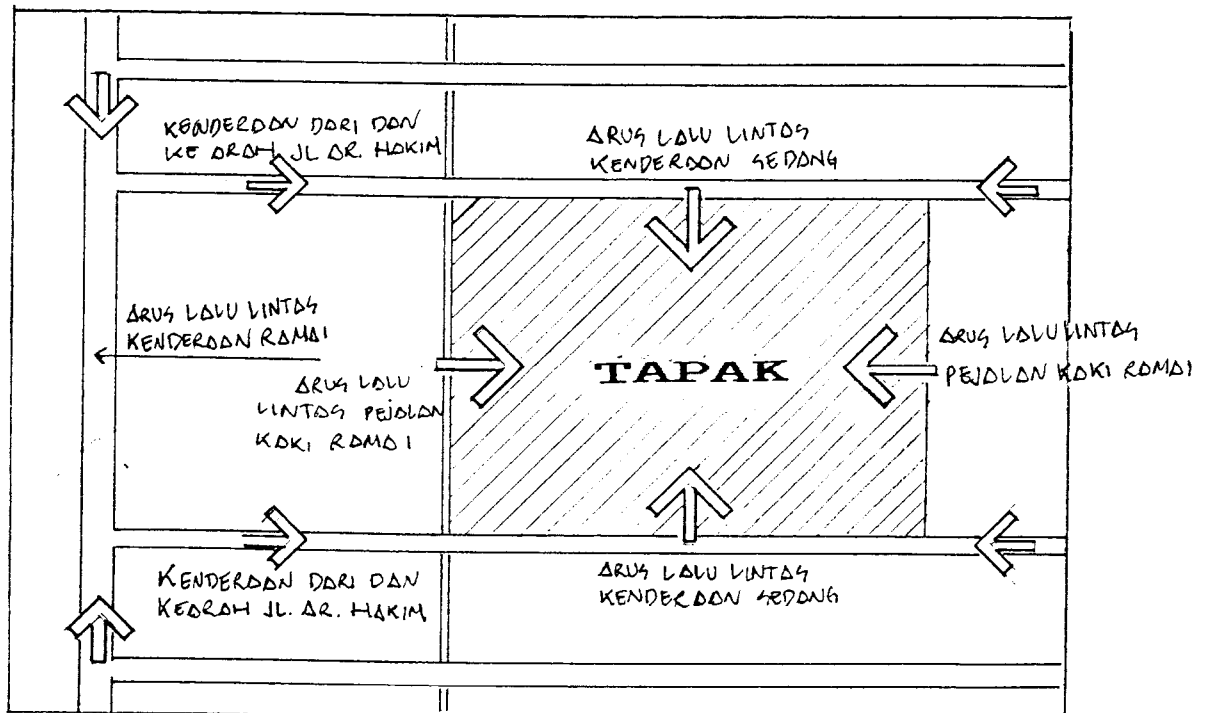 KENDERAAN DARI DAN
KE ARAH JL AR. HAKIM
ARUS LALU LINTAS
KENDERAAN SEDANG
ARUS LALU LINTAS
KENDERAAN RAMAI
ARUS LALU
LINTAS PEJALAN
KAKI RAMAI
TAPAK
ARUS LALU LINTAS
PEJALAN KAKI RAMAI
KENDERAAN DARI DAN
KEARAH JL. AR. HAKIM
ARUS LALU LINTAS
KENDERAAN SEDANG